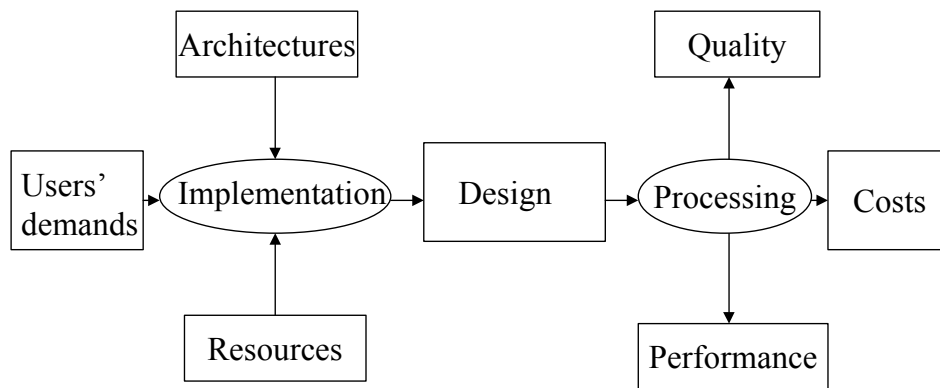 Architectures
Quality
Users’
demands
Implementation
Design
Processing
Costs
Resources
Performance